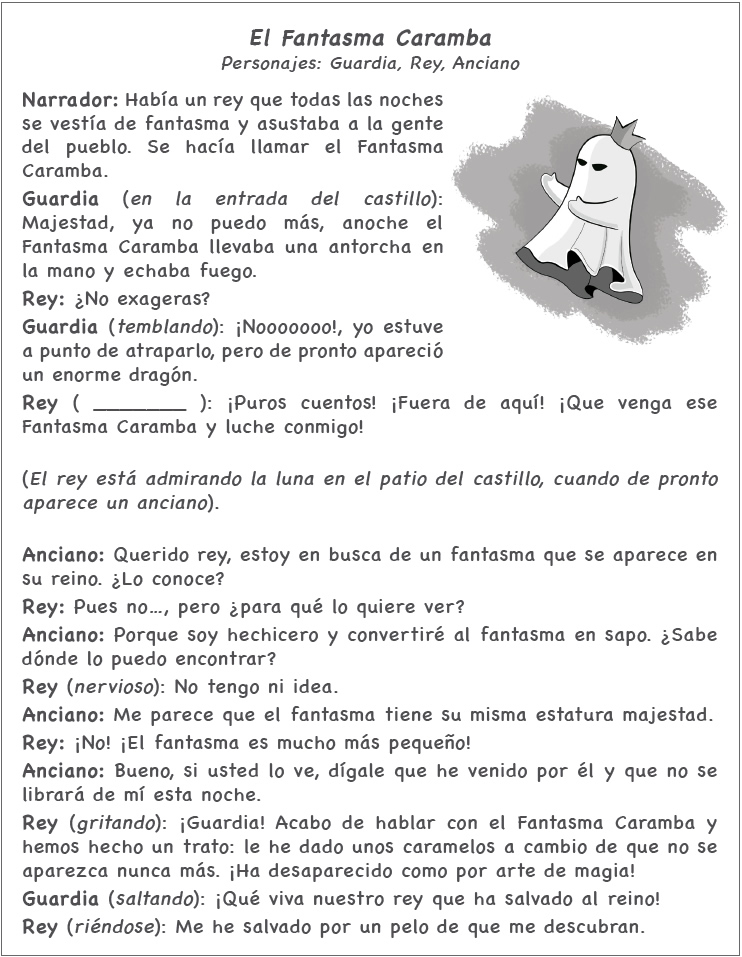 El Fantasma Caramba
Personajes: Guardia, Rey, Anciano
Narrador: Había un rey que todas las noches
se vestía de fantasma y asustaba a la gente
del pueblo. Se hacía llamar el Fantasma
Caramba.
Guardia (en la entrada del castillo):
Majestad, ya no puedo más, anoche el
Fantasma Caramba llevaba una antorcha en
la mano y echaba fuego.
Rey: ¿No exageras?
Guardia (temblando): ¡Nooooooo!, yo estuve
a punto de atraparlo, pero de pronto apareció
un enorme dragón.
Rey ( ________ ): ¡Puros cuentos! ¡Fuera de aquí! ¡Que venga ese
Fantasma Caramba y luche conmigo!
(El rey está admirando la luna en el patio del castillo, cuando de pronto
aparece un anciano).
Anciano: Querido rey, estoy en busca de un fantasma que se aparece en
su reino. ¿Lo conoce?
Rey: Pues no..., pero ¿para qué lo quiere ver?
Anciano: Porque soy hechicero y convertiré al fantasma en sapo. ¿Sabe
dónde lo puedo encontrar?
Rey (nervioso): No tengo ni idea.
Anciano: Me parece que el fantasma tiene su misma estatura majestad.
Rey: ¡No! ¡El fantasma es mucho más pequeño!
Anciano: Bueno, si usted lo ve, dígale que he venido por él y que no se
librará de mí esta noche.
Rey (gritando): ¡Guardia! Acabo de hablar con el Fantasma Caramba y
hemos hecho un trato: le he dado unos caramelos a cambio de que no se
aparezca nunca más. ¡Ha desaparecido como por arte de magia!
Guardia (saltando): ¡Qué viva nuestro rey que ha salvado al reino!
Rey (riéndose): Me he salvado por un pelo de que me descubran.